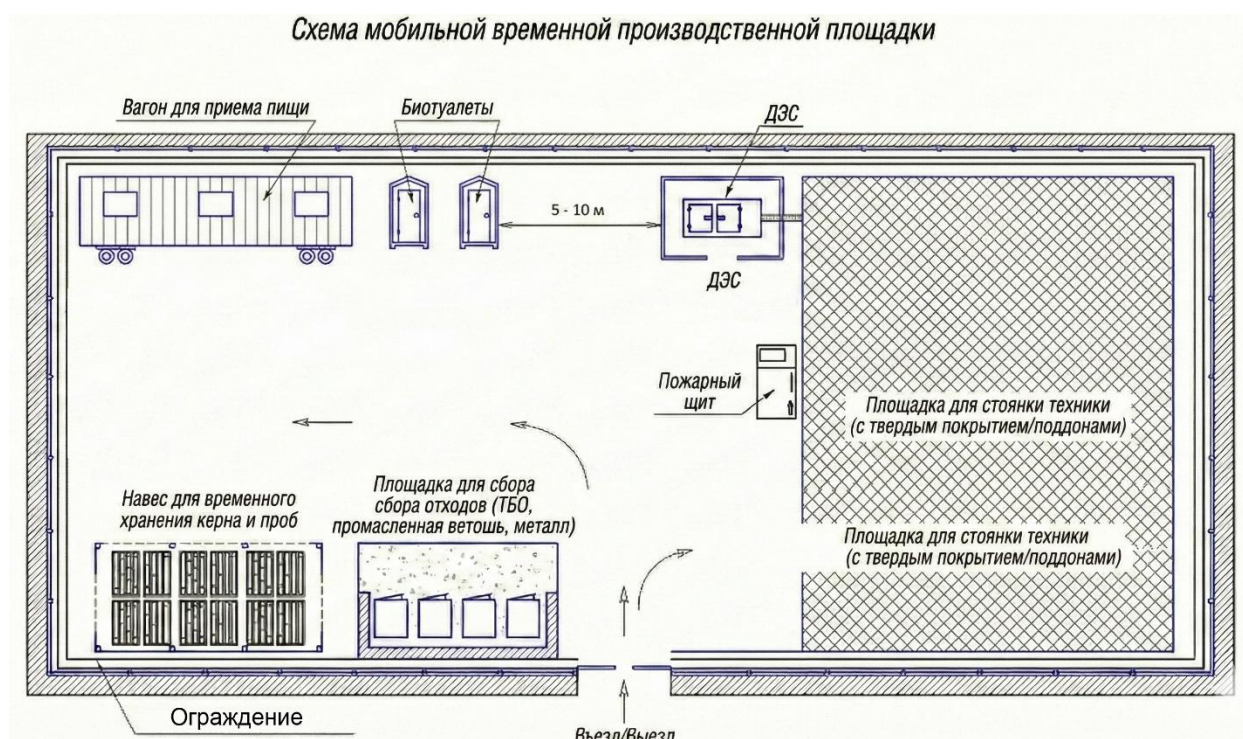 Схема мобильной временной производственной площадки
Вагон для приема пищи
Биотуалеты
ДЭС
5 - 10 м
ДЭС
Пожарный
щит
Площадка для стоянки техники
(с твердым покрытием/поддонами)
Навес для временного
хранения керна и проб
Площадка для сбора
сбора отходов (ТБО,
промасленная ветошь, металл)
Площадка для стоянки техники
(с твердым покрытием/поддонами)
Ограждение
Въезд/Выезд